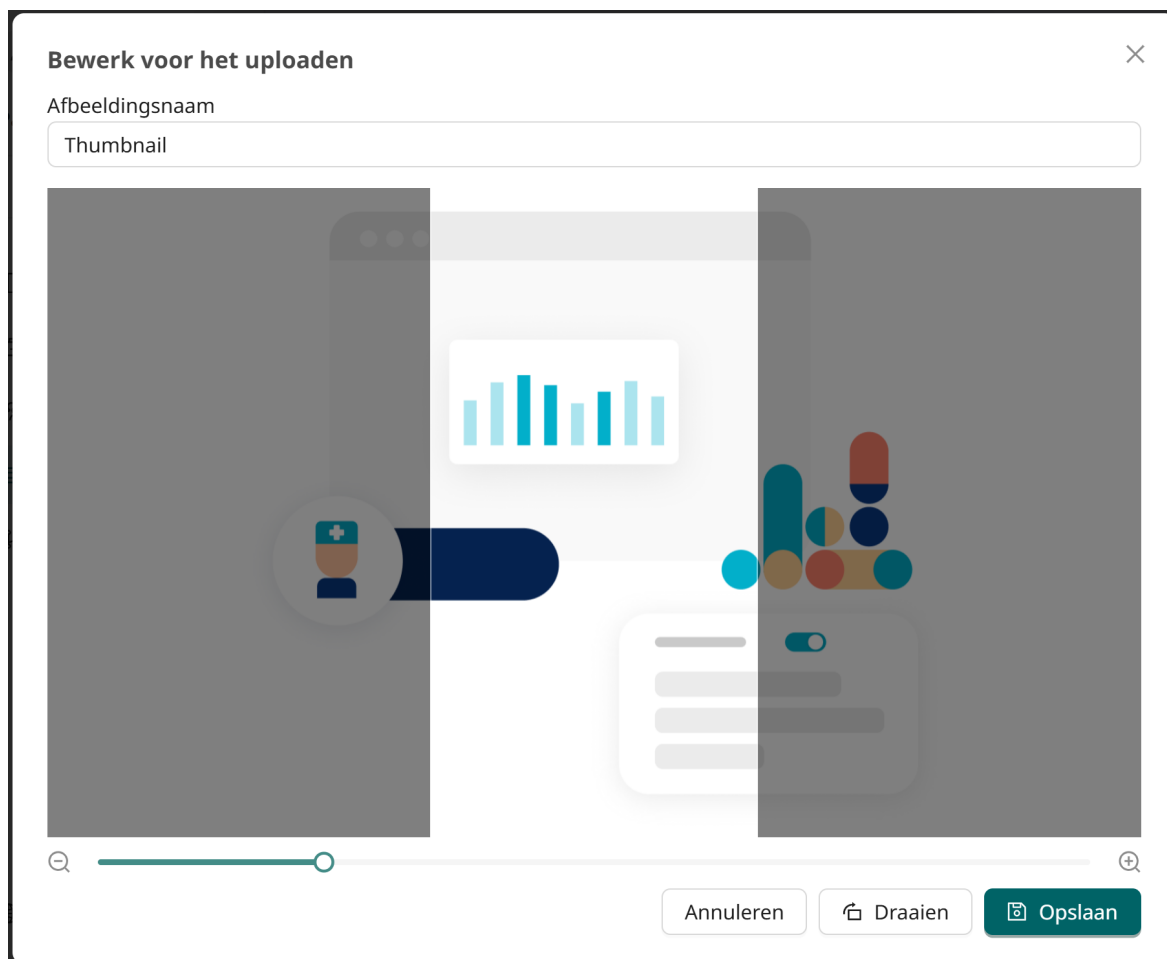 Bewerk voor het uploaden
Afbeeldingsnaam
Thumbnail
Annuleren
Draaien
Opslaan